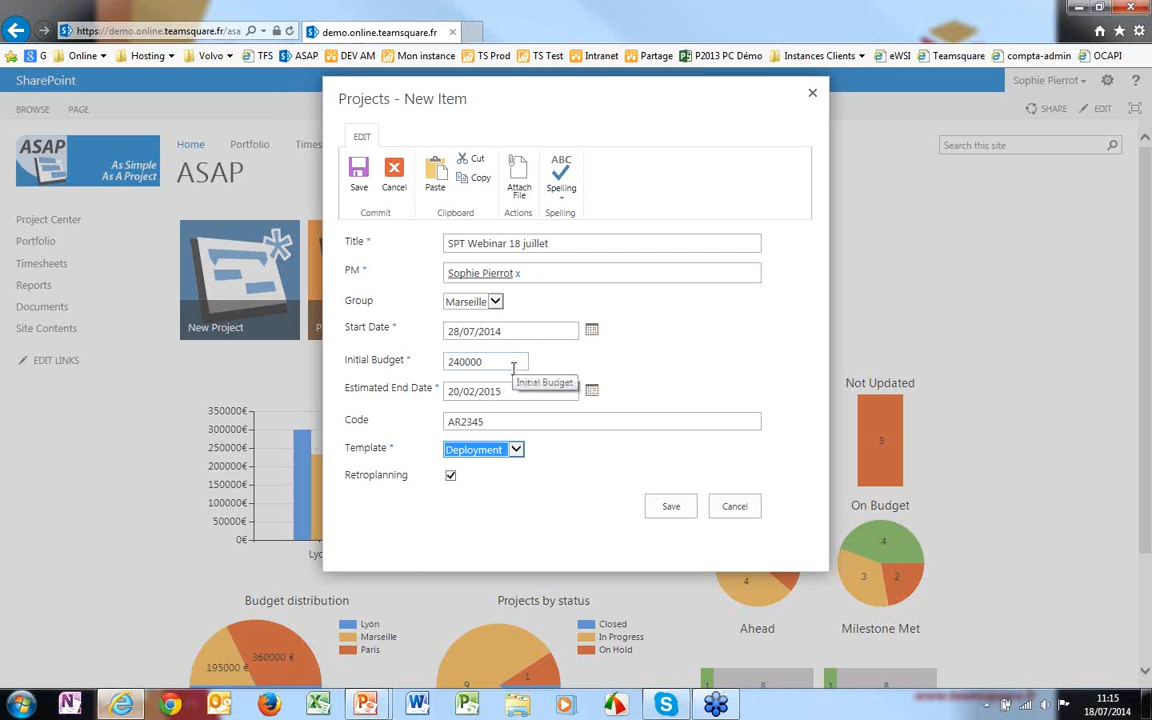 https://demo.online.teamsquare.fr/asa
demo.online.teamsquare.fr
Online
Hosting
Volvo
TFS
ASAP
DEV AM
Mon instance
TS Prod
TS Test
Intranet
Partage
P2013 PC Démo
Instances Clients
eWSI
Teamsquare
compta-admin
OCAPI
SharePoint
Sophie Pierrot
?
BROWSE
PAGE
SHARE
EDIT
ASAP
As Simple
As A Project
Home
Portfolio
Times
ASAP
Search this site
Project Center
Portfolio
Timesheets
Reports
Documents
Site Contents
EDIT LINKS
New Project
P
Projects - New Item
EDIT
Save
Cancel
Commit
Paste
Cut
Copy
Clipboard
Attach
File
Actions
ABC
Spelling
Spelling
Title *
SPT Webinar 18 juillet
PM *
Sophie Pierrot x
Group
Marseille
Start Date *
28/07/2014
Initial Budget *
240000
Initial Budget
Estimated End Date *
20/02/2015
Code
AR2345
Template *
Deployment
Retroplanning
Save
Cancel
350000€
300000€
250000€
200000€
150000€
100000€
50000€
0€
Lyo
Not Updated
9
On Budget
4
3
2
4
Ahead
Milestone Met
Budget distribution
Lyon
Marseille
Paris
195000 €
360000 €
Projects by status
Closed
In Progress
On Hold
9
1
8
8
11:15
18/07/2014